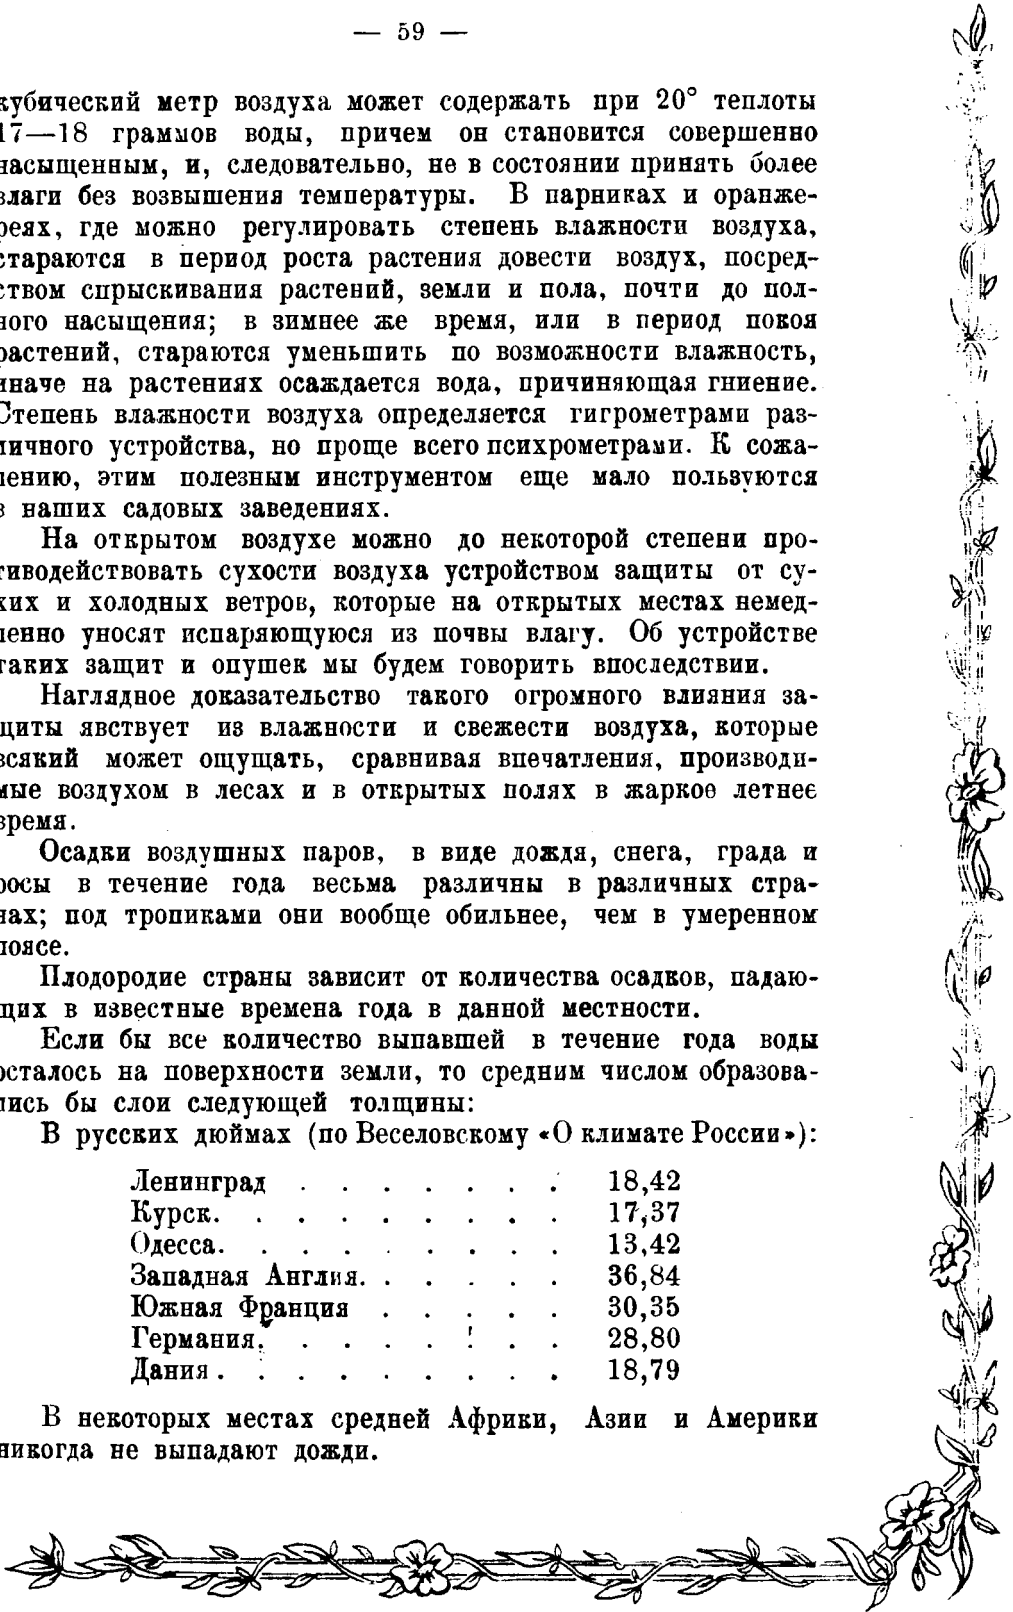 — 59 —
кубический метр воздуха может содержать при 20° теплоты
17—18 граммов воды, причем он становится совершенно
насыщенным, и, следовательно, не в состоянии принять более
влаги без возвышения температуры. В парниках и оранже-
реях, где можно регулировать степень влажности воздуха,
стараются в период роста растения довести воздух, посред-
ством спрыскивания растений, земли и пола, почти до пол-
ного насыщения; в зимнее же время, или в период покоя
растений, стараются уменьшить по возможности влажность,
иначе на растениях осаждается вода, причиняющая гниение.
Степень влажности воздуха определяется гигрометрами раз-
личного устройства, но проще всего психрометрами. К сожа-
лению, этим полезным инструментом еще мало пользуются
в наших садовых заведениях.
На открытом воздухе можно до некоторой степени про-
тиводействовать сухости воздуха устройством защиты от су-
хих и холодных ветров, которые на открытых местах немед-
ленно уносят испаряющуюся из почвы влагу. Об устройстве
таких защит и опушек мы будем говорить впоследствии.
Наглядное доказательство такого огромного влияния за-
щиты явствует из влажности и свежести воздуха, которые
всякий может ощущать, сравнивая впечатления, производи-
мые воздухом в лесах и в открытых полях в жаркое летнее
время.
Осадки воздушных паров, в виде дождя, снега, града и
росы в течение года весьма различны в различных стра-
нах; под тропиками они вообще обильнее, чем в умеренном
поясе.
Плодородие страны зависит от количества осадков, падаю-
щих в известные времена года в данной местности.
Если бы все количество выпавшей в течение года воды
осталось на поверхности земли, то средним числом образова-
лись бы слои следующей толщины:
В русских дюймах (по Веселовскому «О климате России»):
Ленинград . . . . . . . 18,42
Курск. . . . . . . . . 17,37
Одесса. . . . . . . . . 13,42
Западная Англия. . . . . . 36,84
Южная Франция . . . . . 30,35
Германия. . . . . . . . 28,80
Дания . . . . . . . . . 18,79
В некоторых местах средней Африки, Азии и Америки
никогда не выпадают дожди.